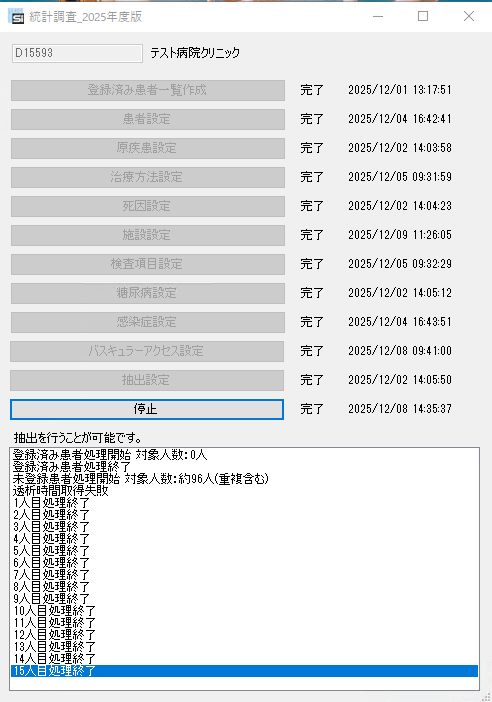 統計調査_2025年度版
D15593 テスト病院クリニック
登録済み患者一覧作成 完了 2025/12/01 13:17:51
患者設定 完了 2025/12/04 16:42:41
原疾患設定 完了 2025/12/02 14:03:58
治療方法設定 完了 2025/12/05 09:31:59
死因設定 完了 2025/12/02 14:04:23
施設設定 完了 2025/12/09 11:26:05
検査項目設定 完了 2025/12/05 09:32:29
糖尿病設定 完了 2025/12/02 14:05:12
感染症設定 完了 2025/12/04 16:43:51
バスキュラーアクセス設定 完了 2025/12/08 09:41:00
抽出設定 完了 2025/12/02 14:05:50
停止 完了 2025/12/08 14:35:37
抽出を行うことが可能です。
登録済み患者処理開始 対象人数:0人
登録済み患者処理終了
未登録患者処理開始 対象人数:約96人(重複含む)
透析時間取得失敗
1人目処理終了
2人目処理終了
3人目処理終了
4人目処理終了
5人目処理終了
6人目処理終了
7人目処理終了
8人目処理終了
9人目処理終了
10人目処理終了
11人目処理終了
12人目処理終了
13人目処理終了
14人目処理終了
15人目処理終了